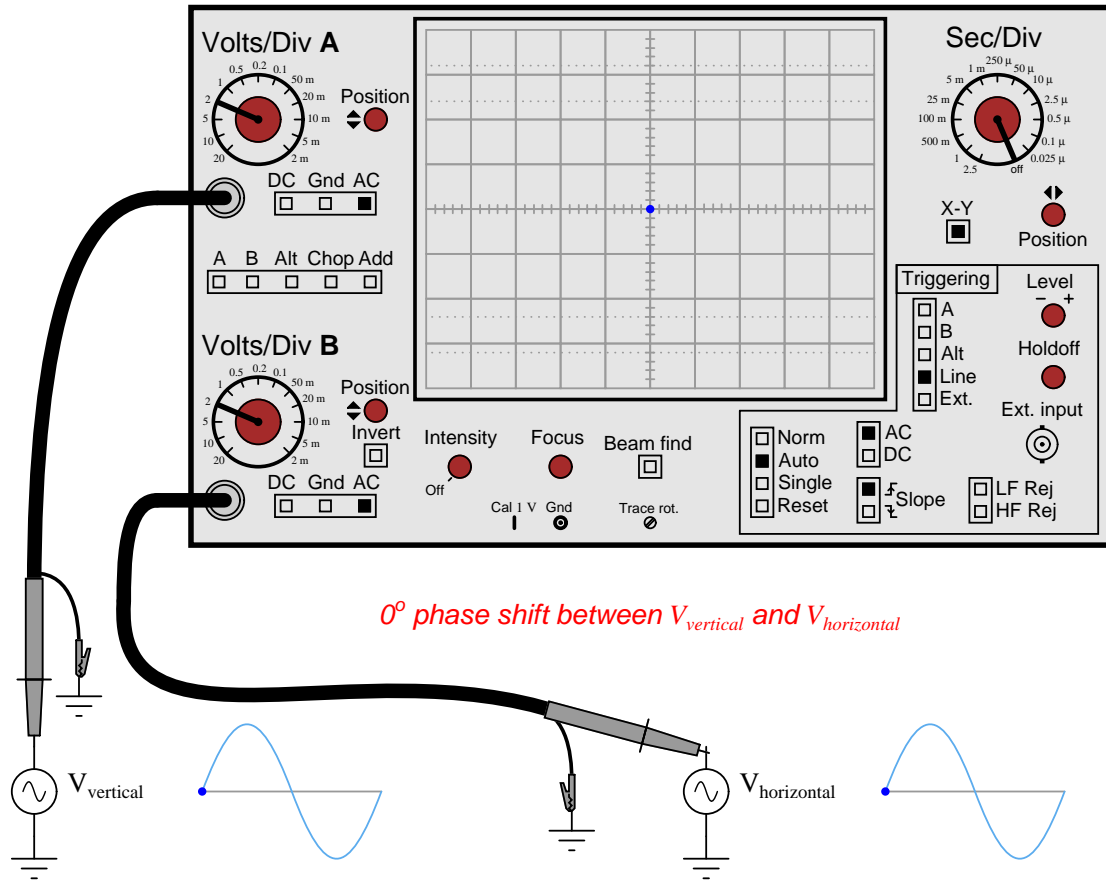 Volts/Div A
0.5 0.2 0.1
1 50 m
2 20 m
5 10 m
10 5 m
20 2 m
Position
DC Gnd AC
A B Alt Chop Add
Volts/Div B
0.5 0.2 0.1
1 50 m
2 20 m
5 10 m
10 5 m
20 2 m
Position
Invert
DC Gnd AC
Intensity
Off
Focus
Beam find
Cal 1 V Gnd
Trace rot.
Sec/Div
250 µ
1 m 50 µ
5 m 10 µ
25 m 2.5 µ
100 m 0.5 µ
500 m 0.1 µ
1 0.025 µ
2.5 off
X-Y
Position
Triggering
A
B
Alt
Line
Ext.
Level
- +
Holdoff
Ext. input
Norm
Auto
Single
Reset
AC
DC
Slope
LF Rej
HF Rej
0o phase shift between Vvertical and Vhorizontal
Vvertical
Vhorizontal